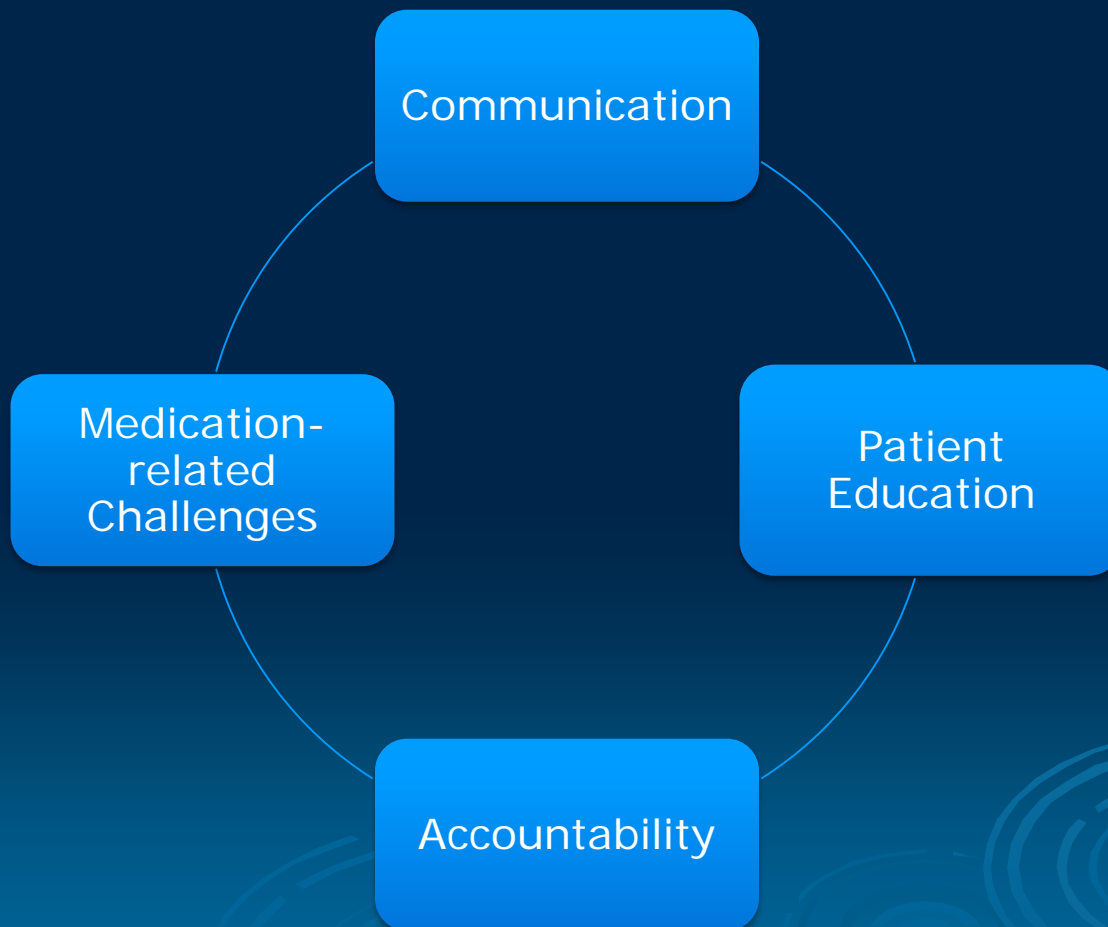 Communication
Medication-
related
Challenges
Patient
Education
Accountability